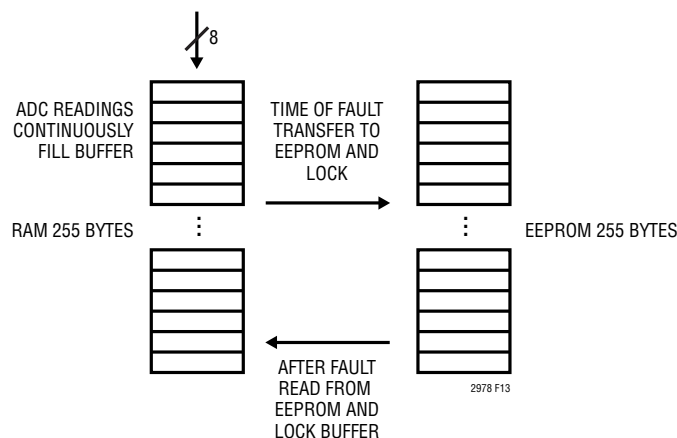 8
ADC READINGS
CONTINUOUSLY
FILL BUFFER
TIME OF FAULT
TRANSFER TO
EEPROM AND
LOCK
RAM 255 BYTES
EEPROM 255 BYTES
AFTER FAULT
READ FROM
EEPROM AND
LOCK BUFFER
2978 F13